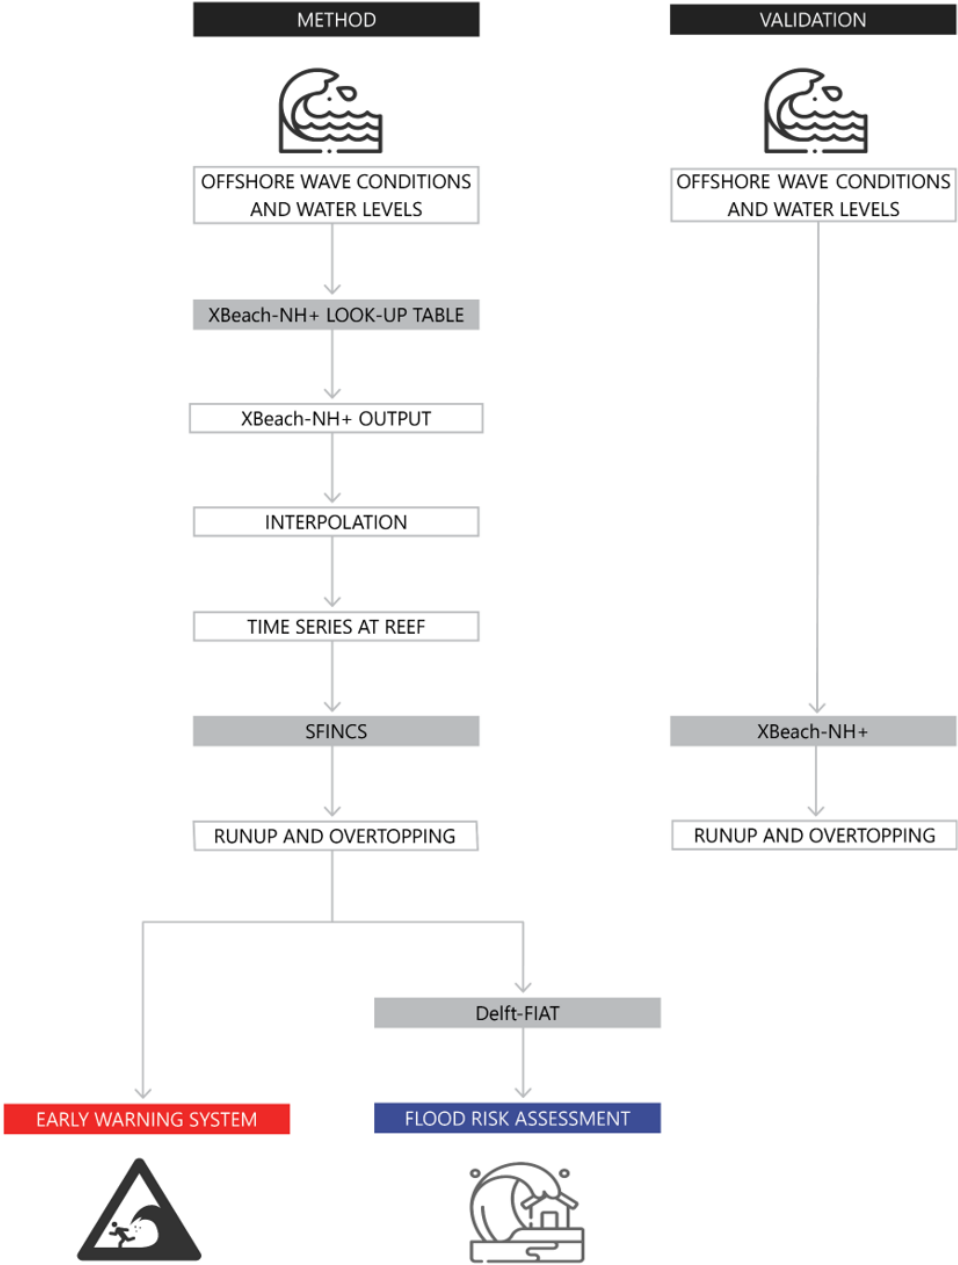 METHOD
OFFSHORE WAVE CONDITIONS
AND WATER LEVELS
XBeach-NH+ LOOK-UP TABLE
XBeach-NH+ OUTPUT
INTERPOLATION
TIME SERIES AT REEF
SFINCS
RUNUP AND OVERTOPPING
Delft-FIAT
EARLY WARNING SYSTEM
FLOOD RISK ASSESSMENT
VALIDATION
OFFSHORE WAVE CONDITIONS
AND WATER LEVELS
XBeach-NH+
RUNUP AND OVERTOPPING